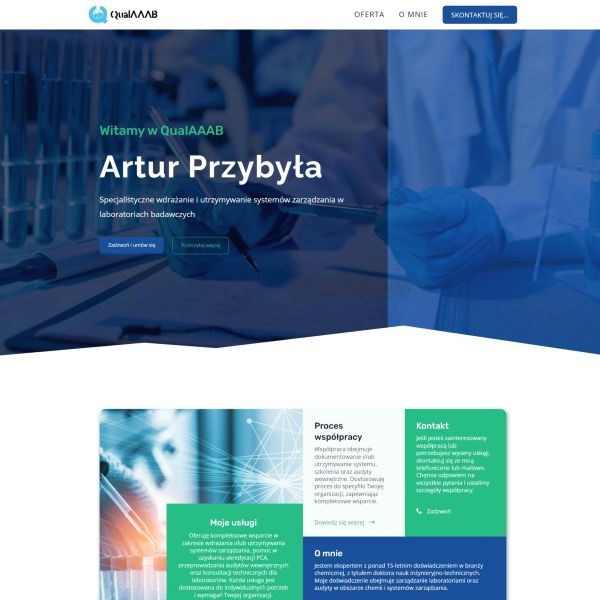 QualAAAB
OFERTA
O MNIE
SKONTAKTUJ SIĘ...
Witamy w QualAAAB
Artur Przybyła
Specjalistyczne wdrażanie i utrzymywanie systemów zarządzania w
laboratoriach badawczych
Zadzwoń i umów się
Przeczytaj więcej
Proces
współpracy
Współpraca obejmuje
dokumentowanie i/lub
utrzymywanie systemu,
szkolenia oraz audyty
wewnętrzne. Dostosowuję
proces do specyfiki Twojej
organizacji, zapewniając
kompleksowe wsparcie.
Dowiedz się więcej
Kontakt
Jeśli jesteś zainteresowany
współpracą lub
potrzebujesz wyceny usługi,
skontaktuj się ze mną
telefonicznie lub mailowo.
Chętnie odpowiem na
wszystkie pytania i ustalimy
szczegóły współpracy.
Zadzwoń
Moje usługi
Oferuję kompleksowe wsparcie w
zakresie wdrażania i/lub utrzymywania
systemów zarządzania, pomoc w
uzyskaniu akredytacji PCA,
przeprowadzania audytów wewnętrznych
oraz konsultacji technicznych dla
laboratoriów. Każda usługa jest
dostosowana do indywidualnych potrzeb
i wymagań Twojej organizacji.
O mnie
Jestem ekspertem z ponad 15-letnim doświadczeniem w branży
chemicznej, z tytułem doktora nauk inżynieryjno-technicznych.
Moje doświadczenie obejmuje zarządzanie laboratoriami oraz
audyty w obszarze chemii i systemów zarządzania.